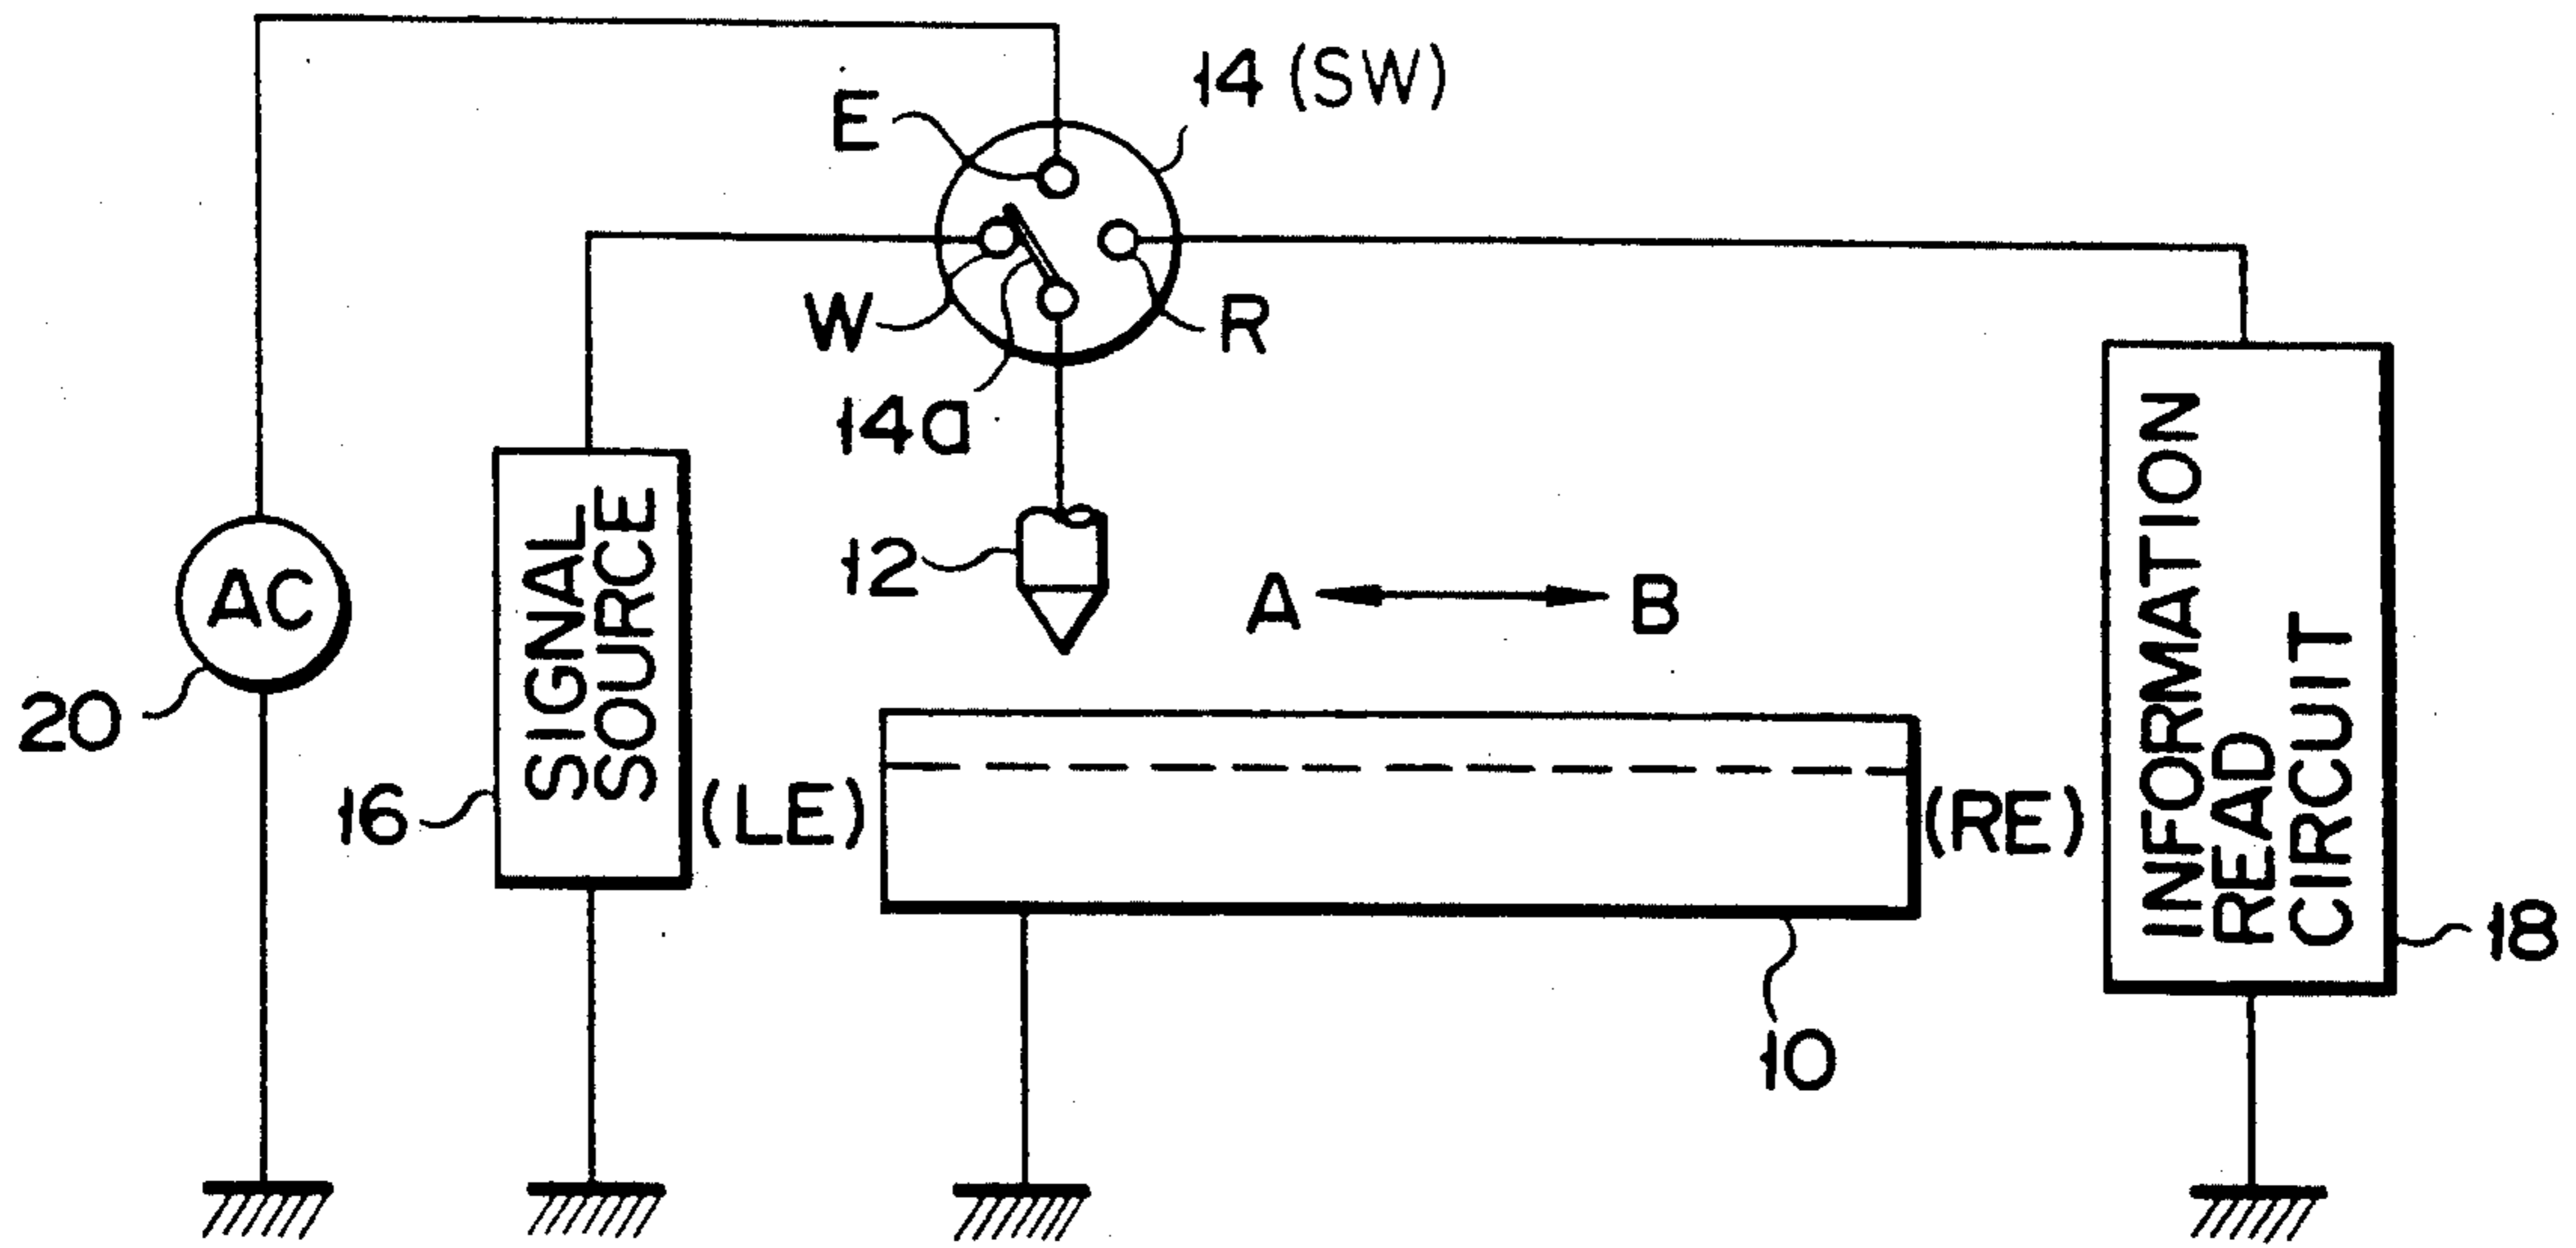 14 (SW)
E
W
R
14a
12
A
B
AC
20
SIGNAL
SOURCE
16
(LE)
(RE)
10
INFORMATION
READ
CIRCUIT
18